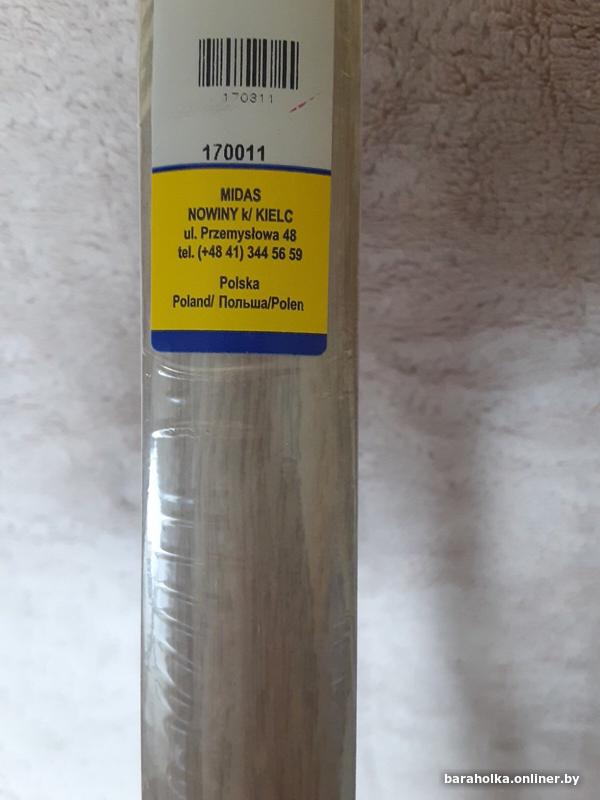 170311
170011
MIDAS
NOWINY k/ KIELC
ul. Przemysłowa 48
tel. (+48 41) 344 56 59
Polska
Poland/ Польша/Polen
baraholka.onliner.by